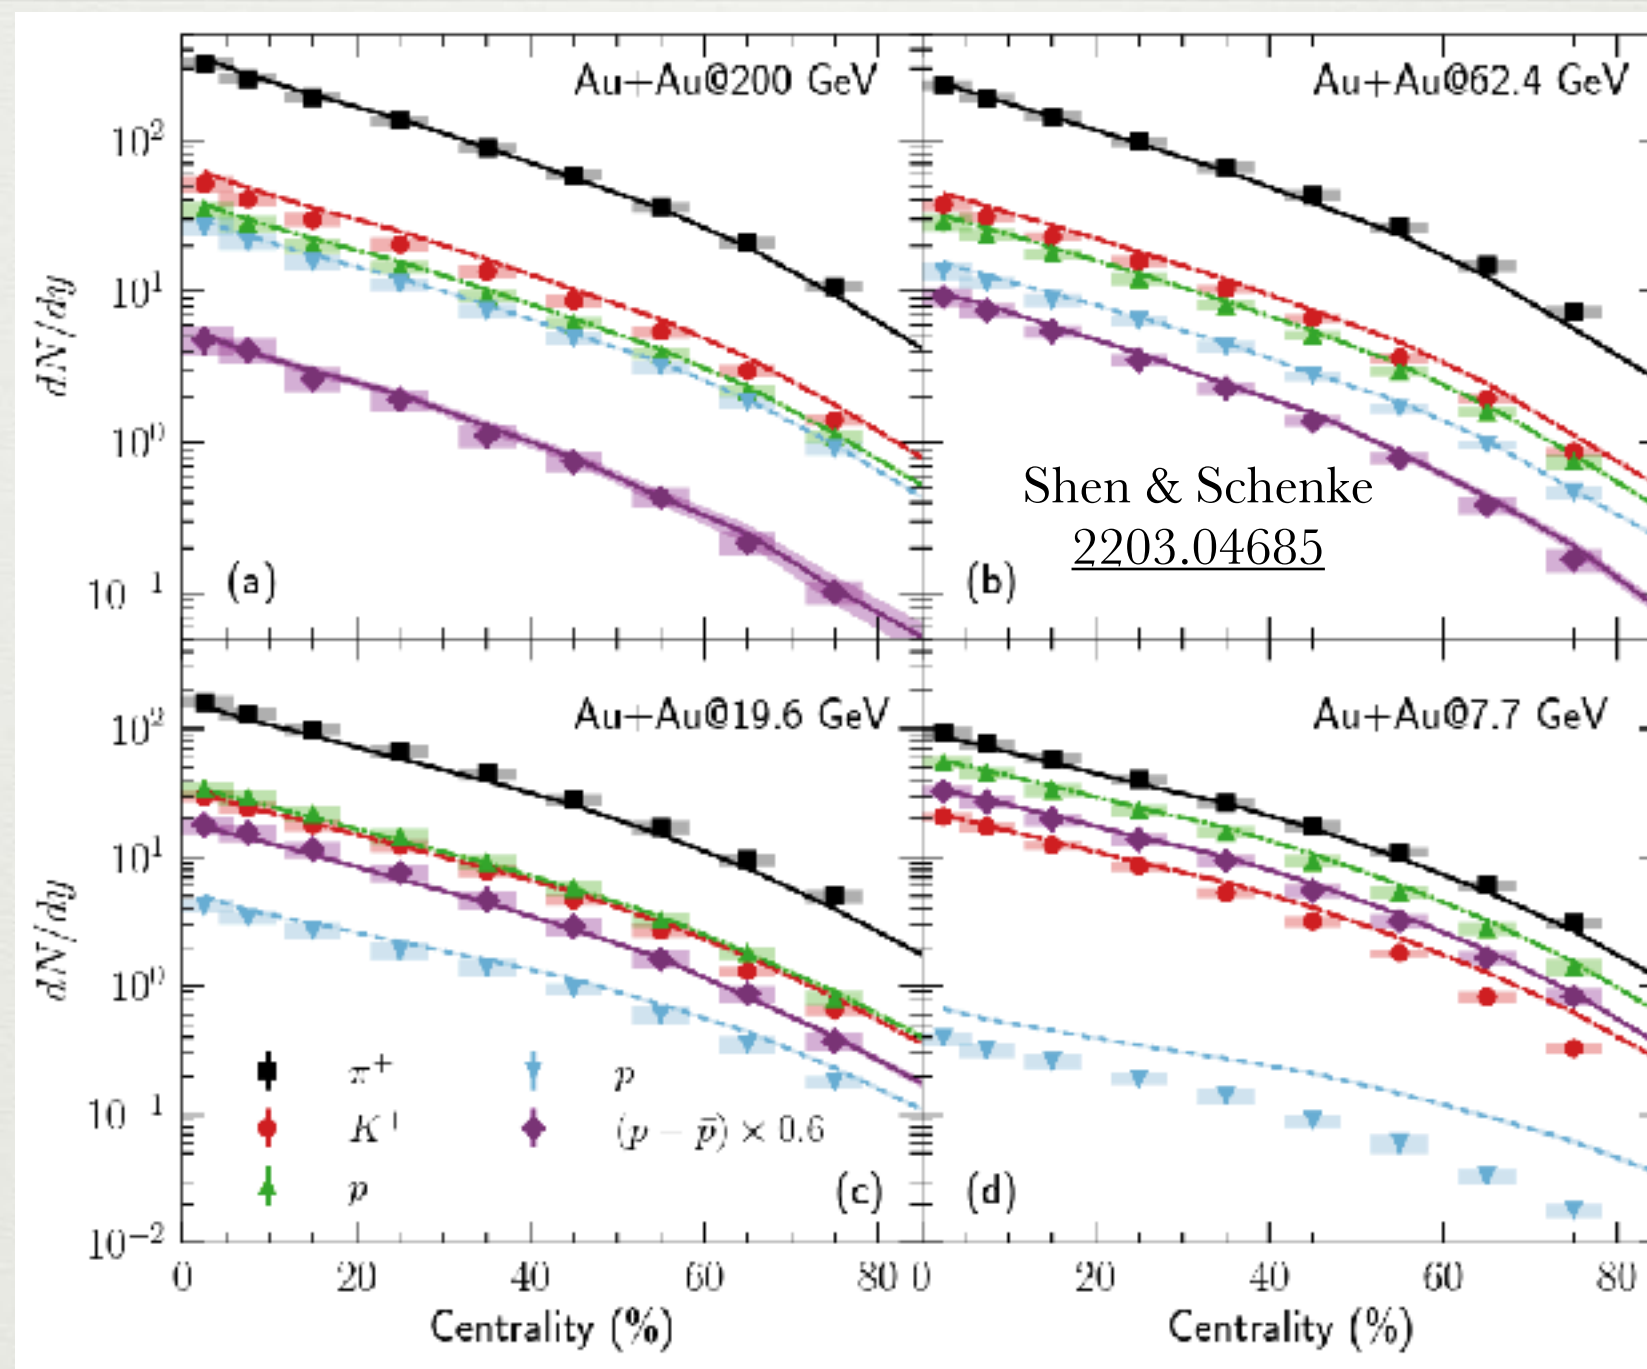 Au+Au@200 GeV
Au+Au@62.4 GeV
dN/dy
10²
10¹
10⁰
10⁻¹
(a)
Shen & Schenke
2203.04685
(b)
Au+Au@19.6 GeV
Au+Au@7.7 GeV
dN/dy
10²
10¹
10⁰
10⁻¹
10⁻²
π⁺
K⁺
p
p
(p − p̄) × 0.6
(c)
(d)
0 20 40 60 80
0 20 40 60 80
Centrality (%)
Centrality (%)